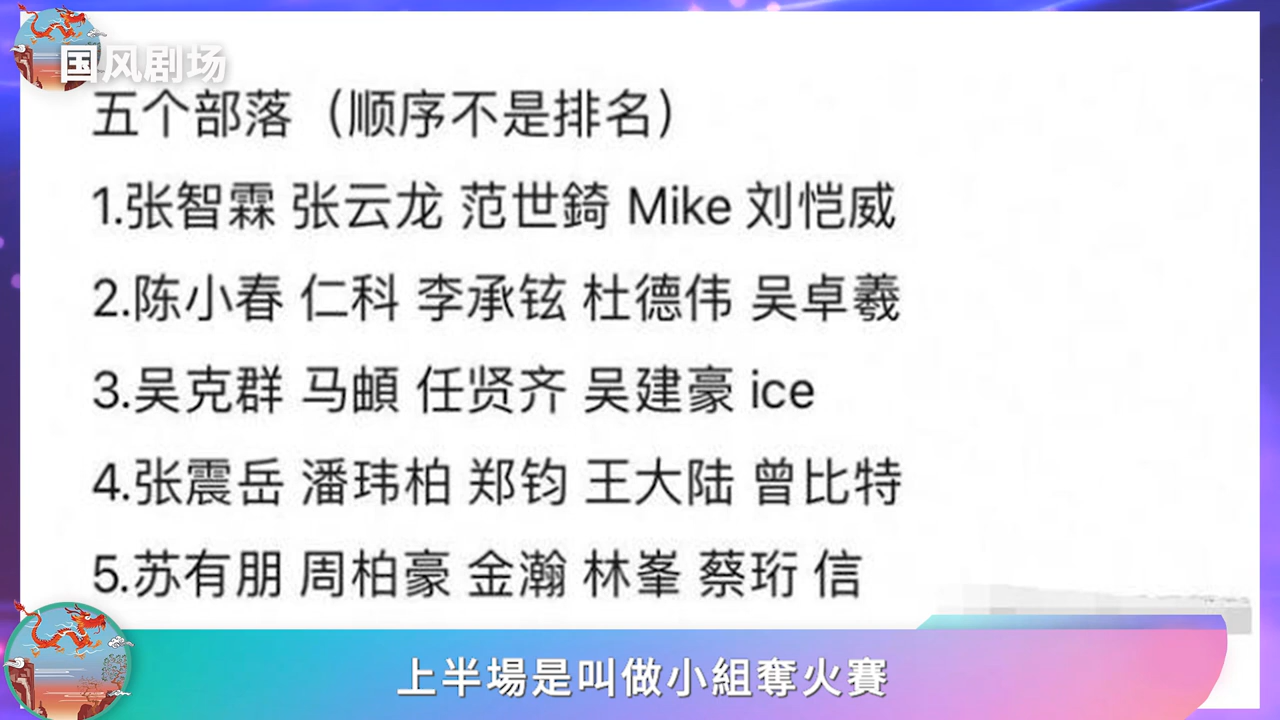 国风剧场
五个部落（顺序不是排名）
1.张智霖 张云龙 范世錡 Mike 刘恺威
2.陈小春 仁科 李承铉 杜德伟 吴卓羲
3.吴克群 马頔 任贤齐 吴建豪 ice
4.张震岳 潘玮柏 郑钧 王大陆 曾比特
5.苏有朋 周柏豪 金瀚 林峯 蔡珩 信
上半場是叫做小組奪火賽